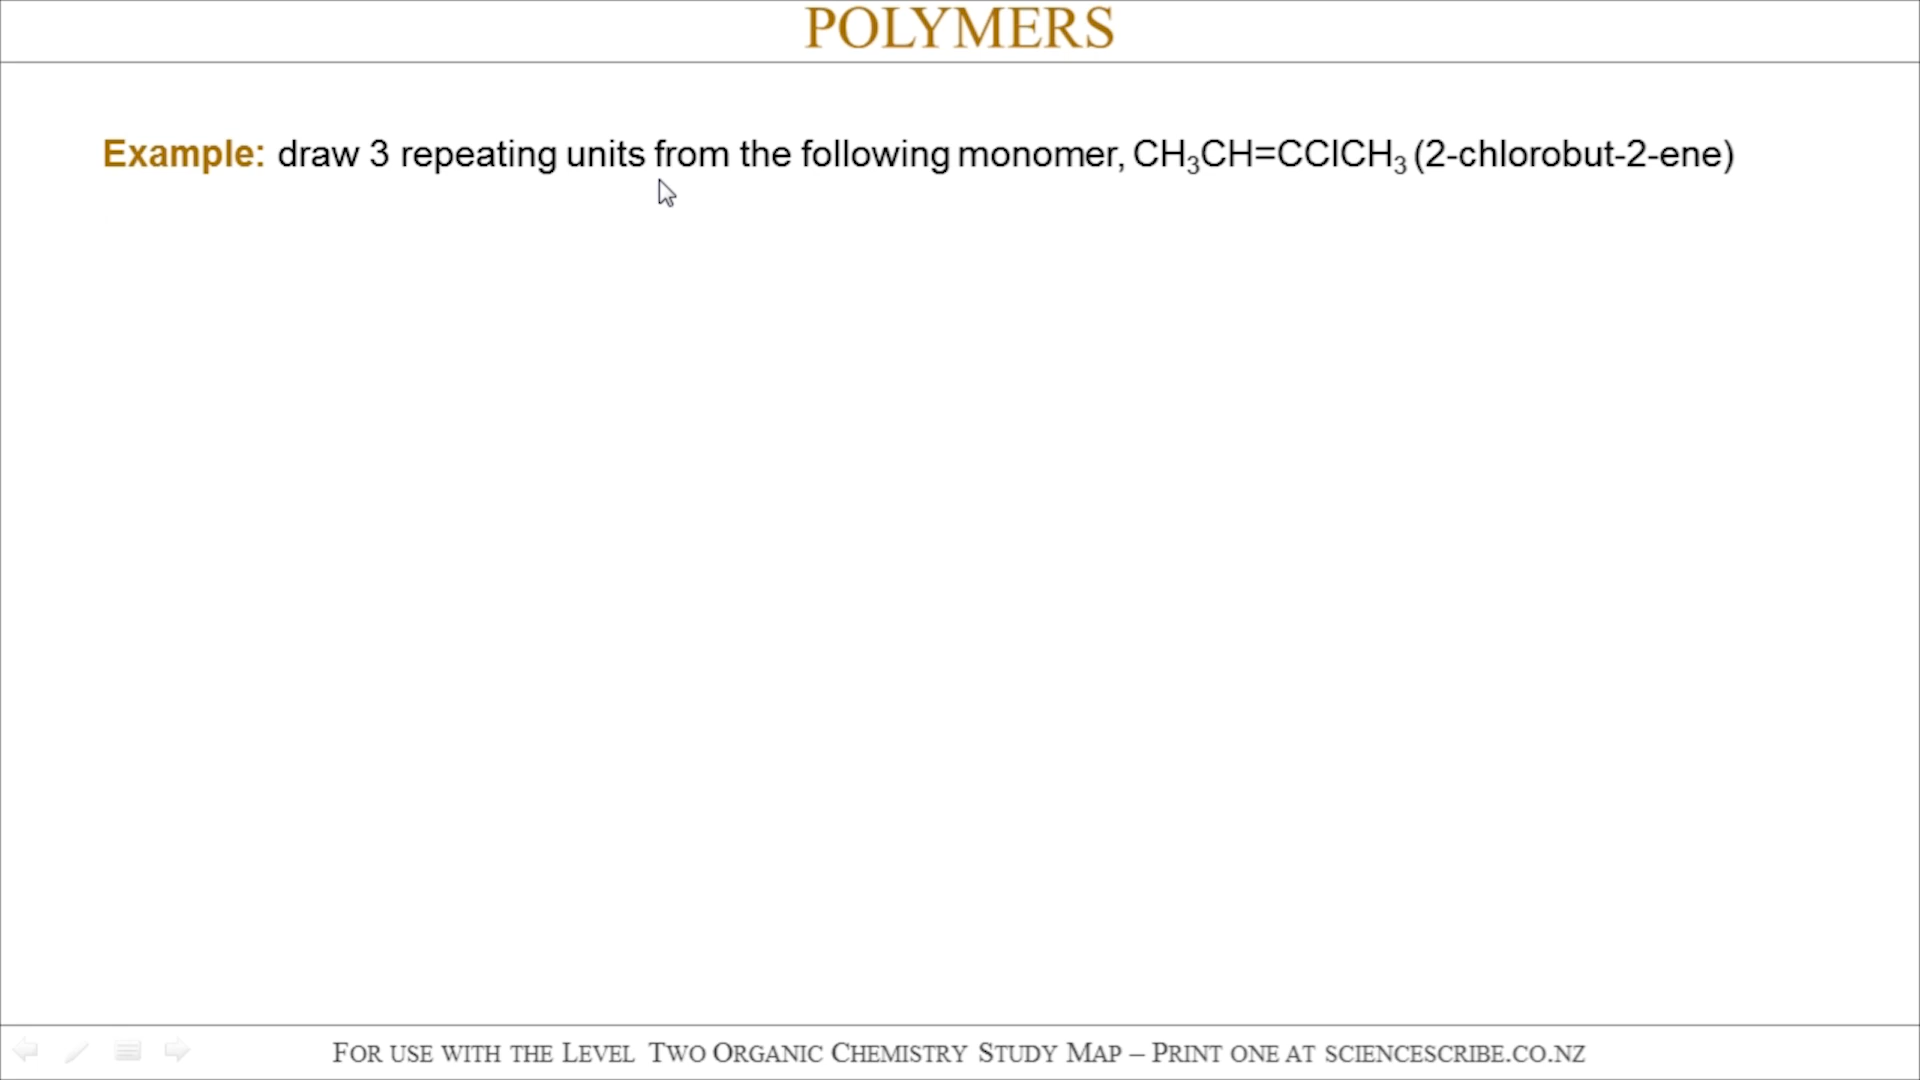 POLYMERS
Example: draw 3 repeating units from the following monomer, CH₃CH=CClCH₃ (2-chlorobut-2-ene)
FOR USE WITH THE LEVEL TWO ORGANIC CHEMISTRY STUDY MAP – PRINT ONE AT SCIENCESCRIBE.CO.NZ